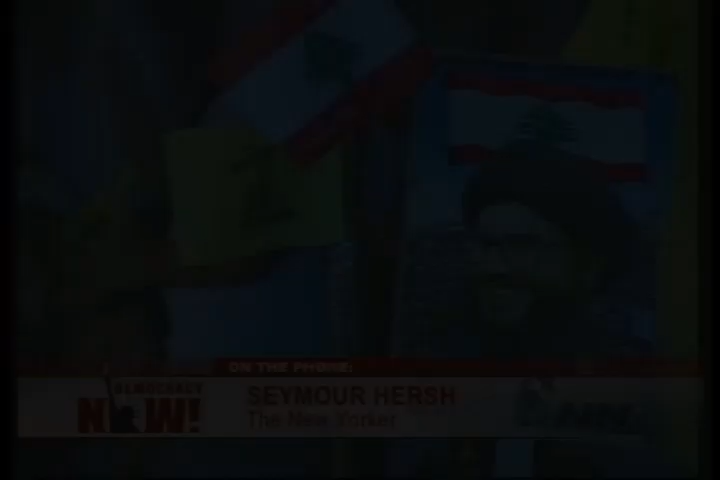 ON THE PHONE:
DEMOCRACY
NOW!
SEYMOUR HERSH
The New Yorker